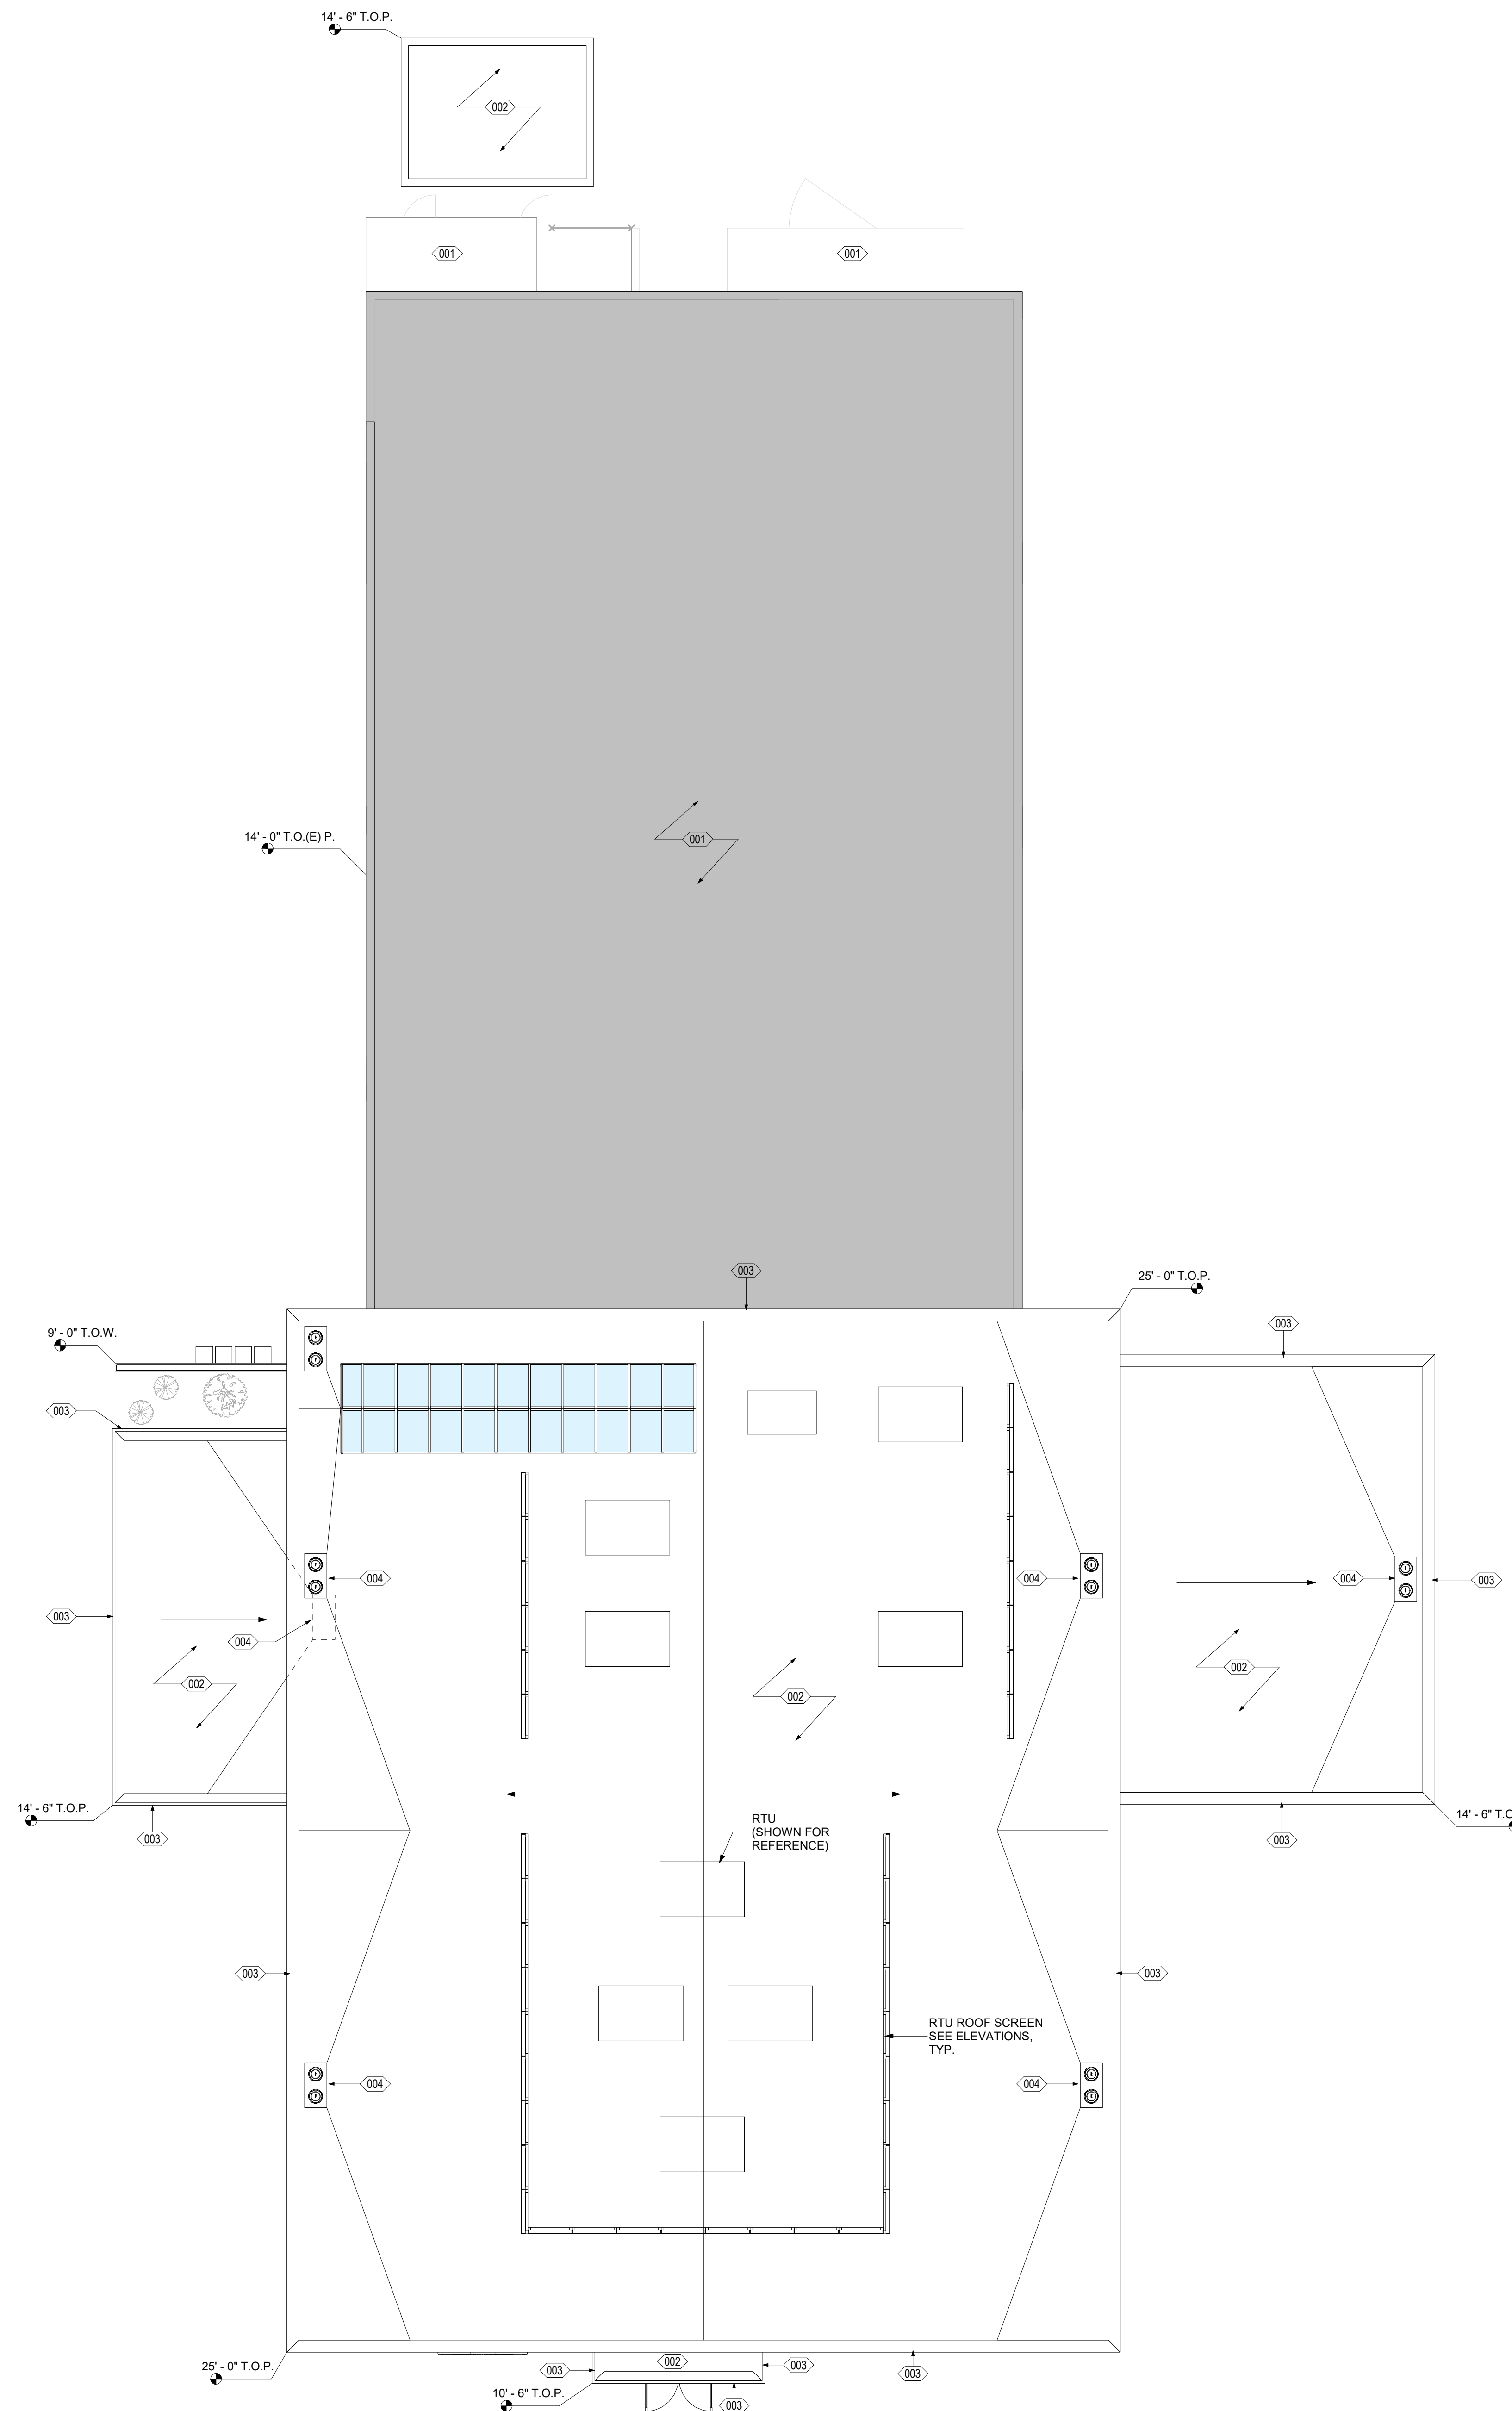 14' - 6" T.O.P.
002
001
001
14' - 0" T.O.(E) P.
001
003
25' - 0" T.O.P.
9' - 0" T.O.W.
003
003
004
004
004
003
003
004
002
002
002
14' - 6" T.O.P.
003
RTU
(SHOWN FOR
REFERENCE)
14' - 6" T.O
003
003
003
RTU ROOF SCREEN
SEE ELEVATIONS,
TYP.
004
004
25' - 0" T.O.P.
003
002
003
003
10' - 6" T.O.P.
003